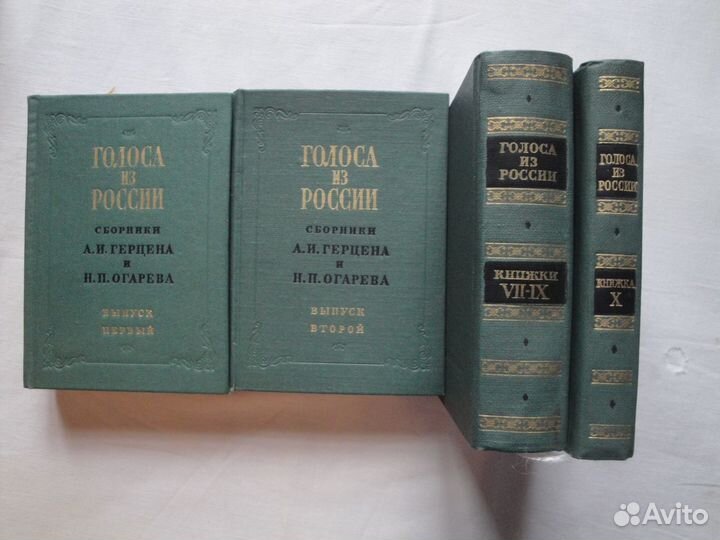 ГОЛОСА
ИЗ
РОССИИ
СБОРНИКИ
А.И.ГЕРЦЕНА
И
Н.П.ОГАРЕВА
ВЫПУСК
ПЕРВЫЙ
ГОЛОСА
ИЗ
РОССИИ
СБОРНИКИ
А.И.ГЕРЦЕНА
И
Н.П.ОГАРЕВА
ВЫПУСК
ВТОРОЙ
ГОЛОСА
ИЗ
РОССИИ
КНИЖКИ
VII-IX
ГОЛОСА
ИЗ
РОССИИ
КНИЖКА
X
Avito